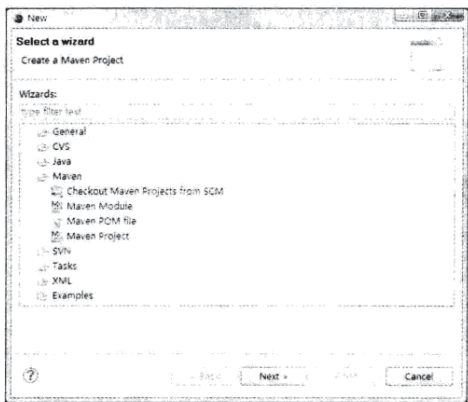 New
Select a wizard
Create a Maven Project
Wizards:
type filter text
General
CVS
Java
Maven
Checkout Maven Projects from SCM
Maven Module
Maven POM file
Maven Project
SVN
Tasks
XML
Examples
?
< Back Next > Finish Cancel